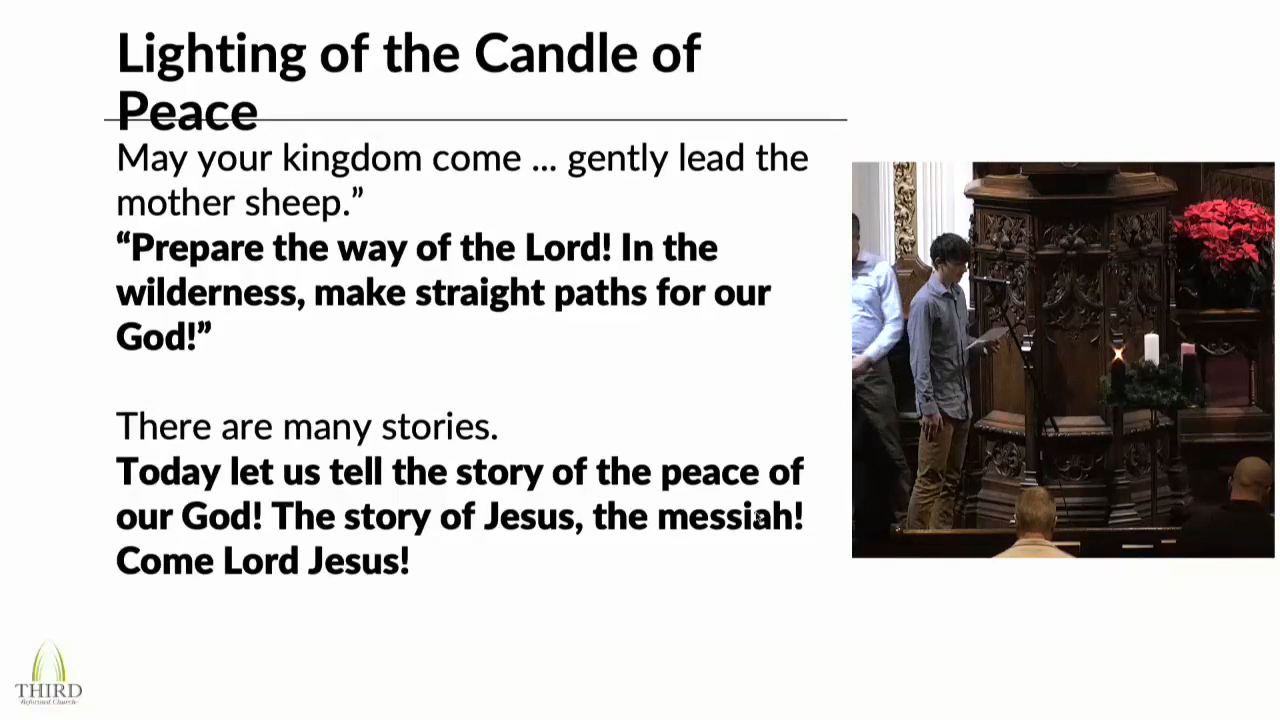 Lighting of the Candle of
Peace
May your kingdom come ... gently lead the
mother sheep.”
“Prepare the way of the Lord! In the
wilderness, make straight paths for our
God!”
There are many stories.
Today let us tell the story of the peace of
our God! The story of Jesus, the messiah!
Come Lord Jesus!
THIRD
Reformed Church